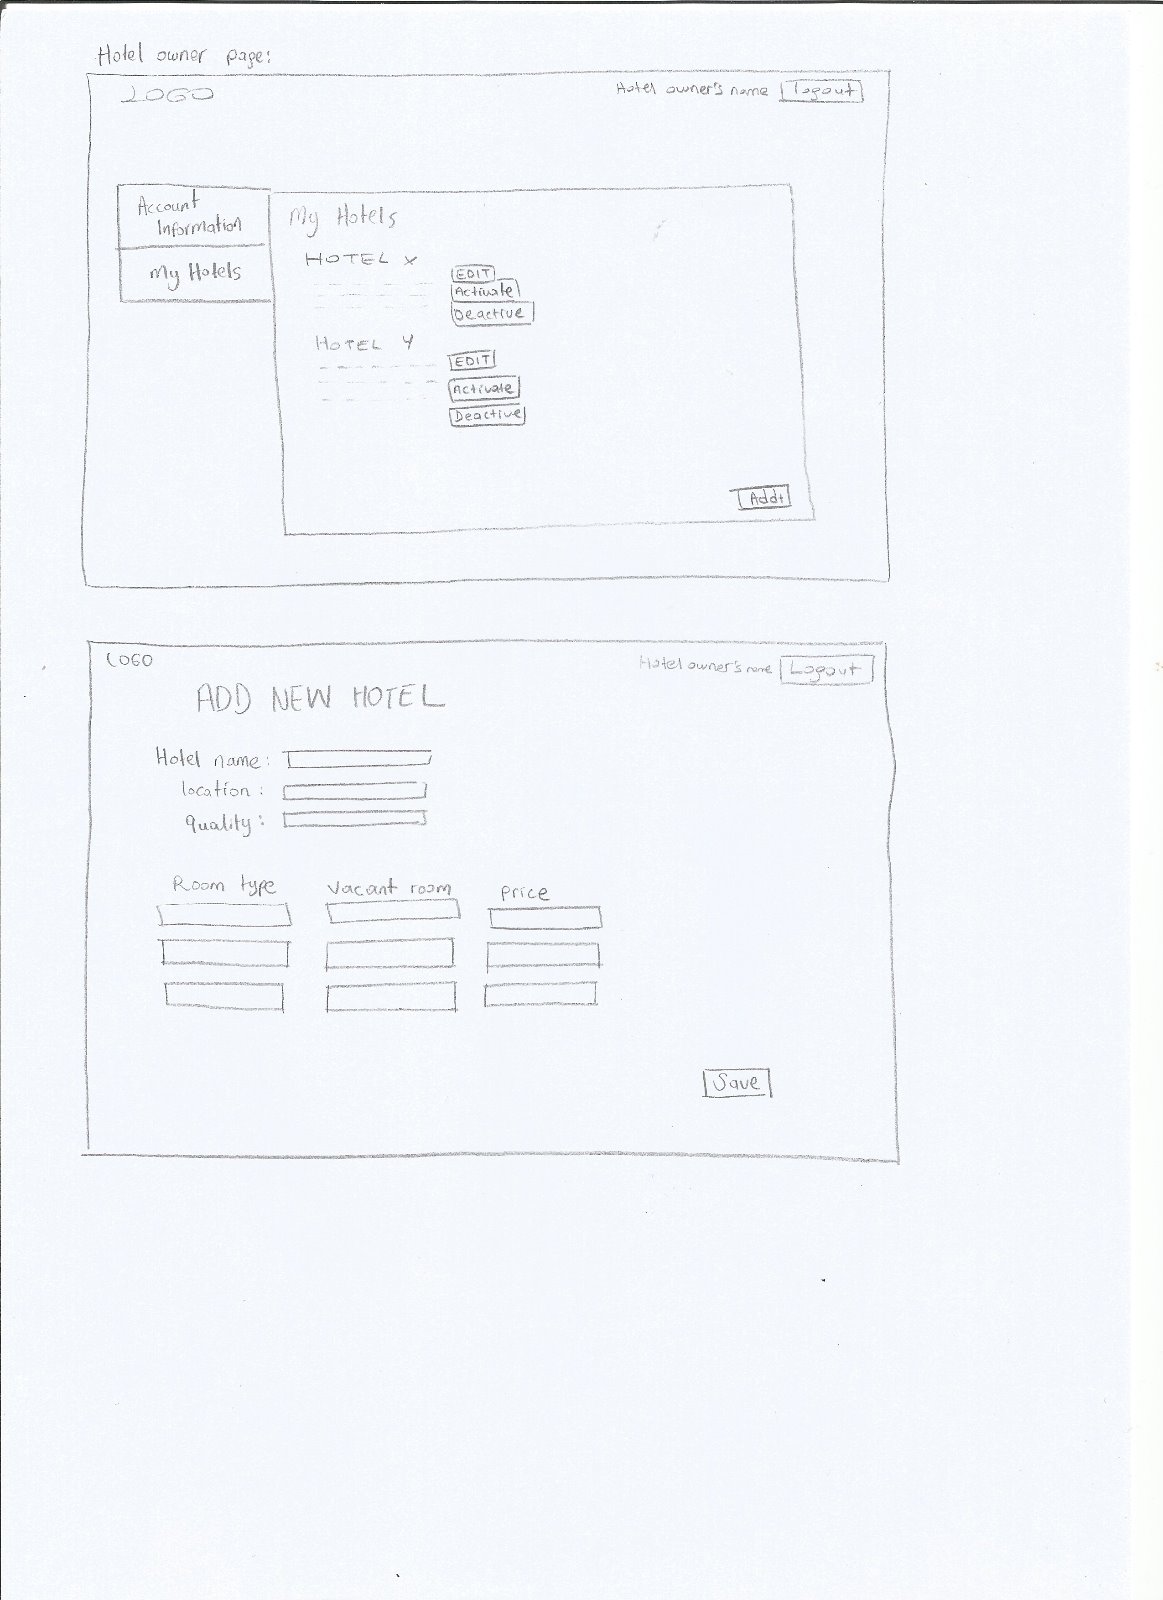 Hotel owner page:
LOGO
Hotel owner's name
logout
Account
Information
My Hotels
My Hotels
HOTEL X
EDIT
Activate
Deactive
HOTEL Y
EDIT
Activate
Deactive
Add+
LOGO
Hotel owner's name
Logout
ADD NEW HOTEL
Hotel name:
location:
quality:
Room type
Vacant room
price
Save